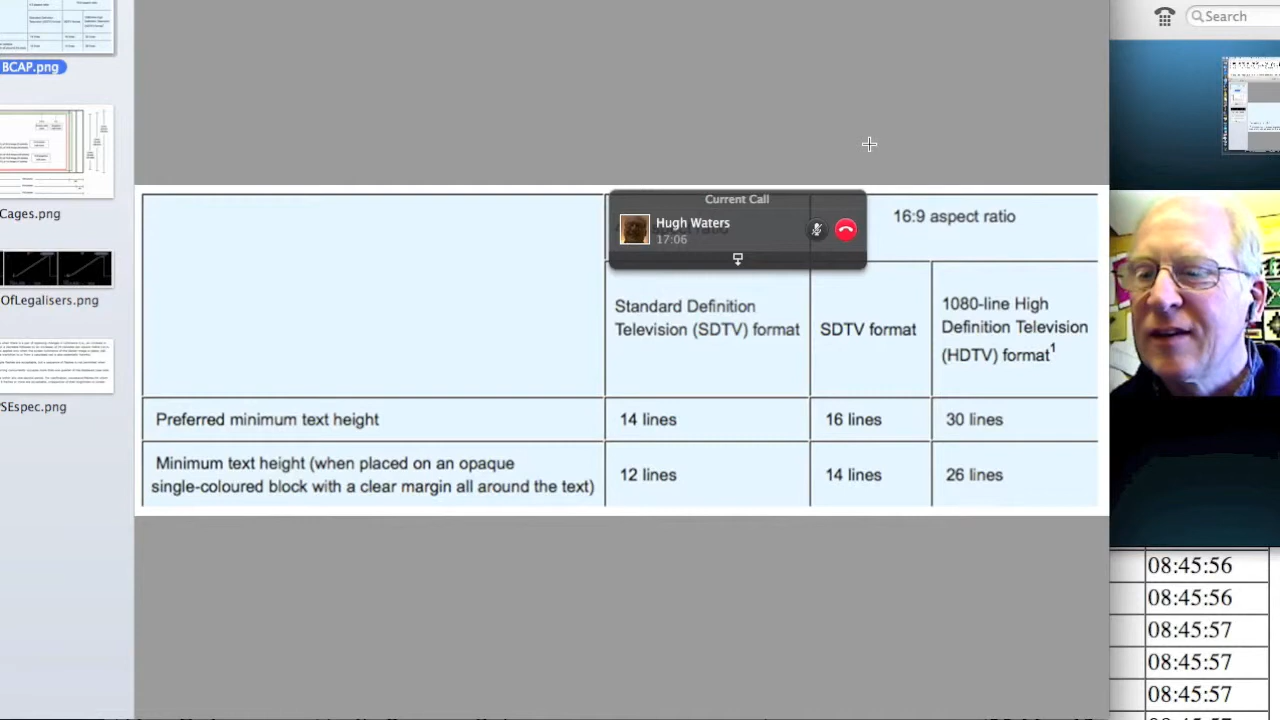 Search
BCAP.png
Cages.png
OfLegalisers.png
SEspec.png
Current Call
Hugh Waters
17:06
16:9 aspect ratio
Standard Definition
Television (SDTV) format
SDTV format
1080-line High
Definition Television
(HDTV) format1
Preferred minimum text height
14 lines
16 lines
30 lines
Minimum text height (when placed on an opaque
single-coloured block with a clear margin all around the text)
12 lines
14 lines
26 lines
08:45:56
08:45:56
08:45:57
08:45:57
08:45:57